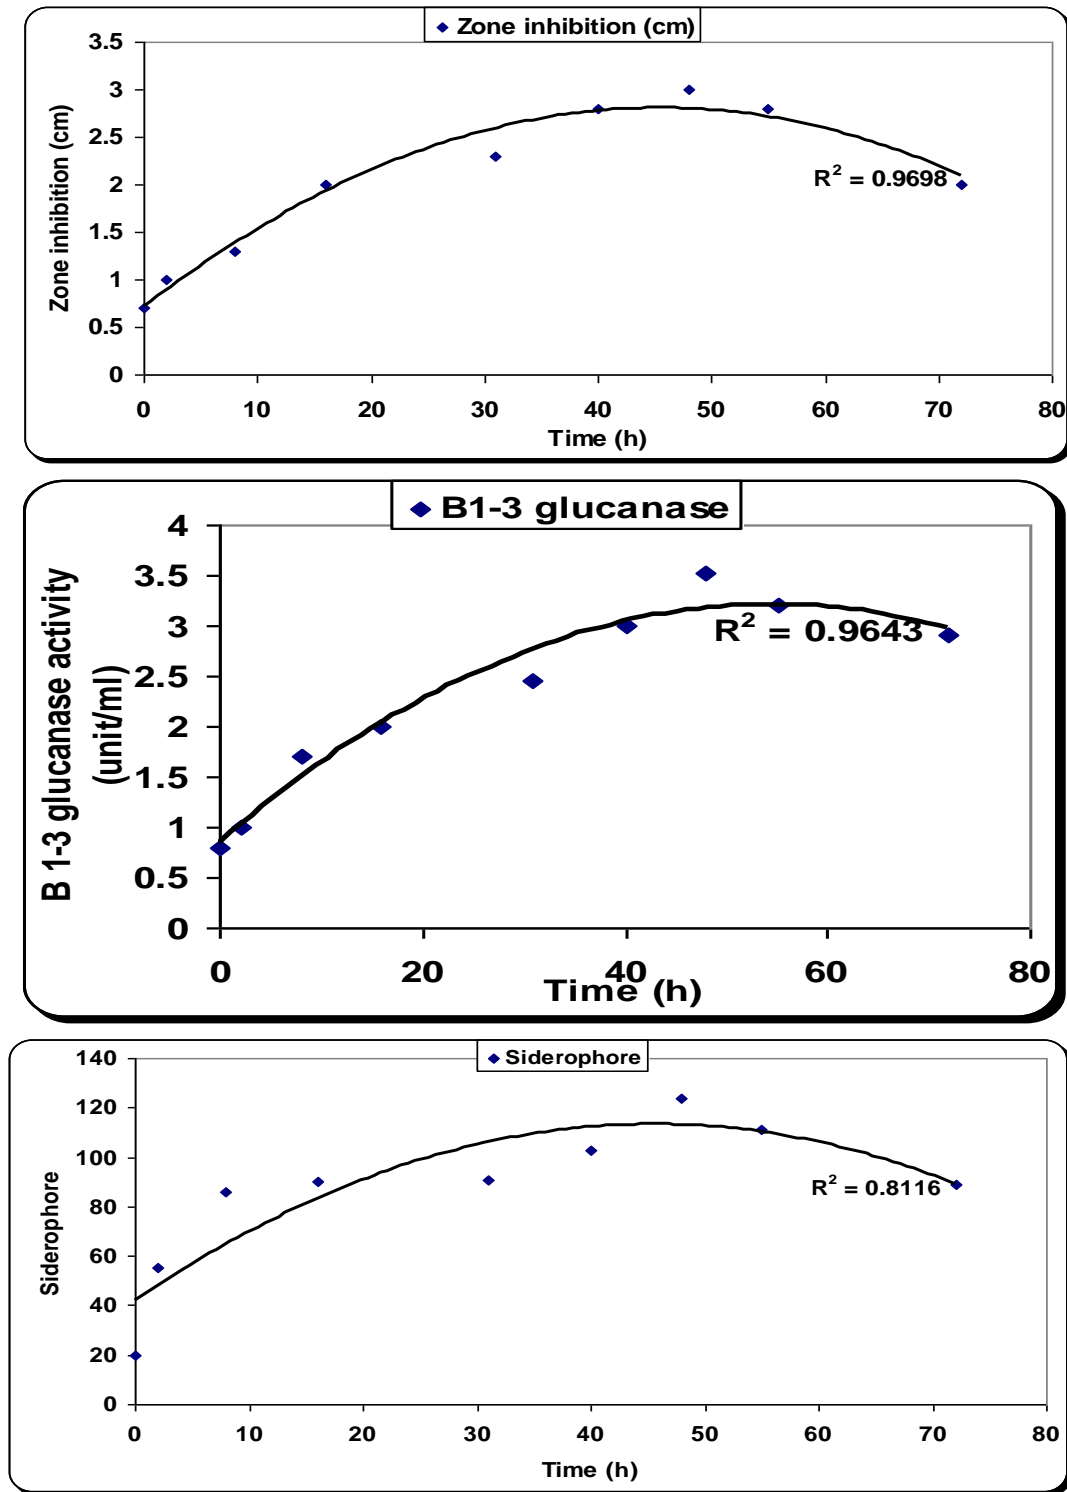 Zone inhibition (cm)
3.5
3
2.5
2
1.5
1
0.5
0
Zone inhibition (cm)
R² = 0.9698
0 10 20 30 40 50 60 70 80
Time (h)
B1-3 glucanase
4
3.5
3
2.5
2
1.5
1
0.5
0
B 1-3 glucanase activity
(unit/ml)
R² = 0.9643
0 20 40 60 80
Time (h)
Siderophore
140
120
100
80
60
40
20
0
Siderophore
R² = 0.8116
0 10 20 30 40 50 60 70 80
Time (h)